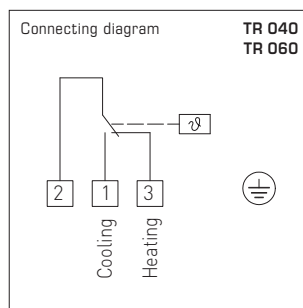 Connecting diagram TR 040
TR 060
ϑ
2 1 3
Cooling
Heating